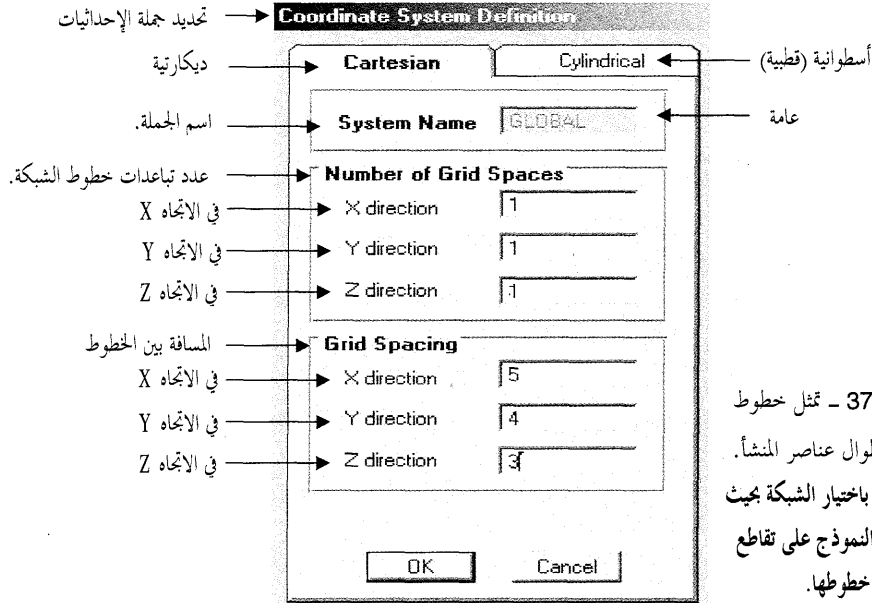 تحديد جملة الإحداثيات
Coordinate System Definition
ديكارتية
Cartesian
Cylindrical
أسطوانية (قطبية)
اسم الجملة.
System Name
GLOBAL
عامة
عدد تباعدات خطوط الشبكة.
Number of Grid Spaces
في الاتجاه X
X direction
1
في الاتجاه Y
Y direction
1
في الاتجاه Z
Z direction
1
المسافة بين الخطوط
Grid Spacing
في الاتجاه X
X direction
5
في الاتجاه Y
Y direction
4
في الاتجاه Z
Z direction
3
37 ـ تمثل خطوط
طوال عناصر المنشأ.
باختيار الشبكة بحيث
النموذج على تقاطع
خطوطها.
OK
Cancel